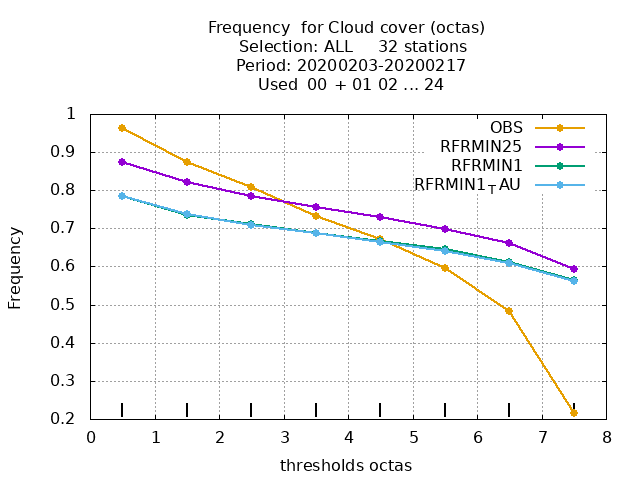 Frequency  for Cloud cover (octas)
Selection: ALL     32 stations
Period: 20200203-20200217
Used  00  + 01 02 ... 24
1
0.9
0.8
0.7
0.6
0.5
0.4
0.3
0.2
Frequency
OBS
RFRMIN25
RFRMIN1
RFRMIN1_TAU
0 1 2 3 4 5 6 7 8
thresholds octas